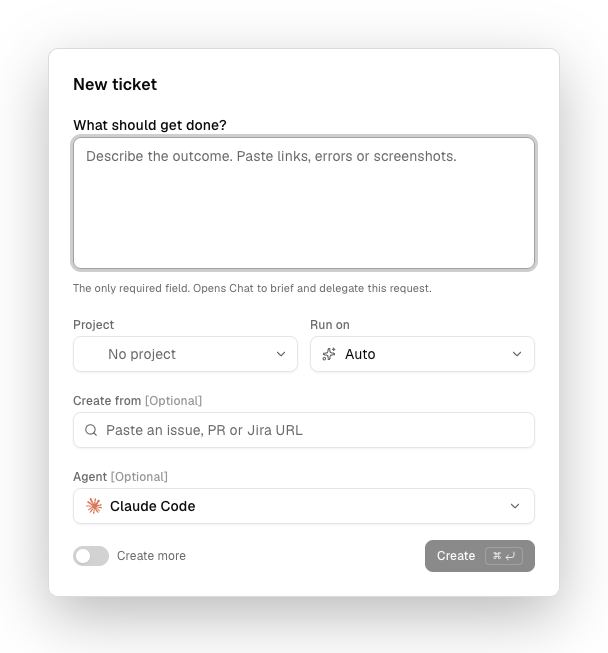 New ticket
What should get done?
Describe the outcome. Paste links, errors or screenshots.
The only required field. Opens Chat to brief and delegate this request.
Project
Run on
No project
Auto
Create from [Optional]
Paste an issue, PR or Jira URL
Agent [Optional]
Claude Code
Create more
Create ⌘ ↵